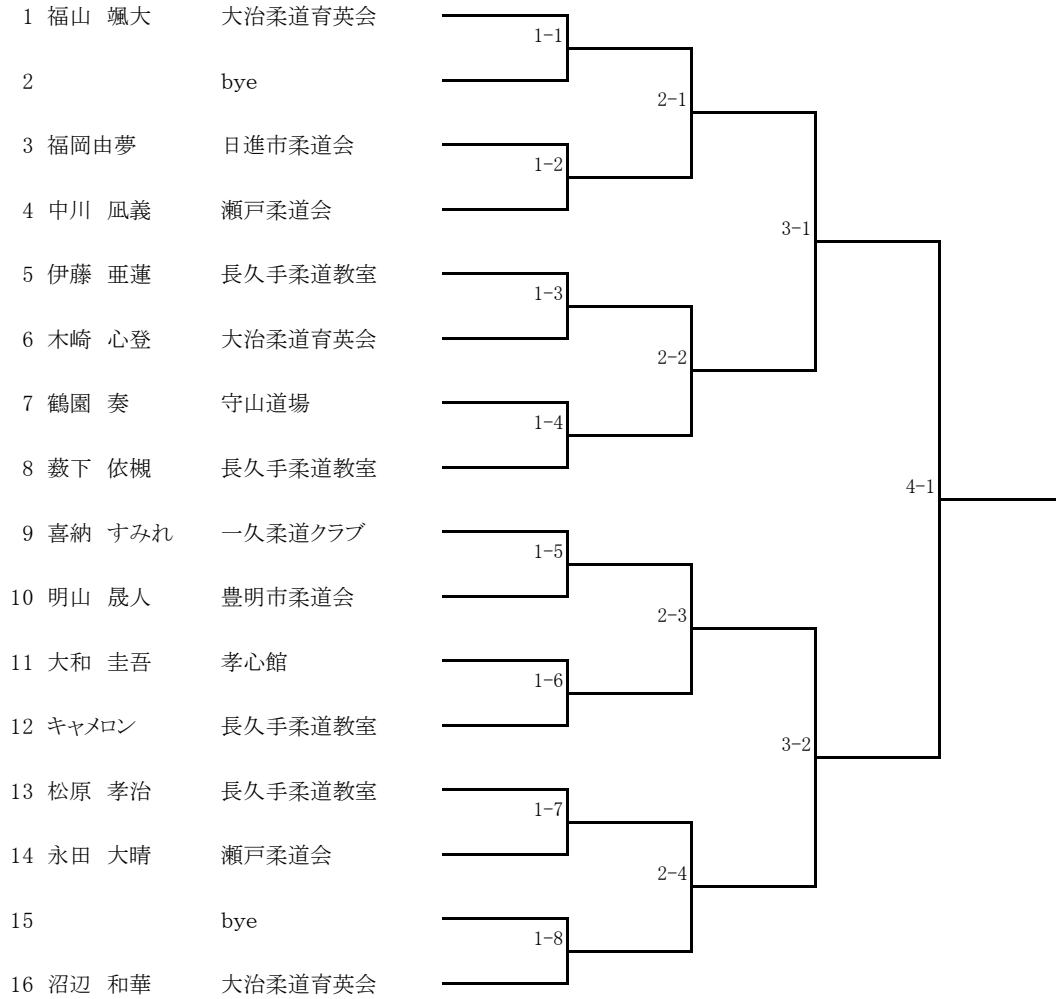 1 福山 颯大 大治柔道育英会
1-1
2 bye
2-1
3 福岡由夢 日進市柔道会
1-2
4 中川 凪義 瀬戸柔道会
3-1
5 伊藤 亜蓮 長久手柔道教室
1-3
6 木崎 心登 大治柔道育英会
2-2
7 鶴園 奏 守山道場
1-4
8 薮下 依槻 長久手柔道教室
4-1
9 喜納 すみれ 一久柔道クラブ
1-5
10 明山 晟人 豊明市柔道会
2-3
11 大和 圭吾 孝心館
1-6
12 キャメロン 長久手柔道教室
3-2
13 松原 孝治 長久手柔道教室
1-7
14 永田 大晴 瀬戸柔道会
2-4
15 bye
1-8
16 沼辺 和華 大治柔道育英会